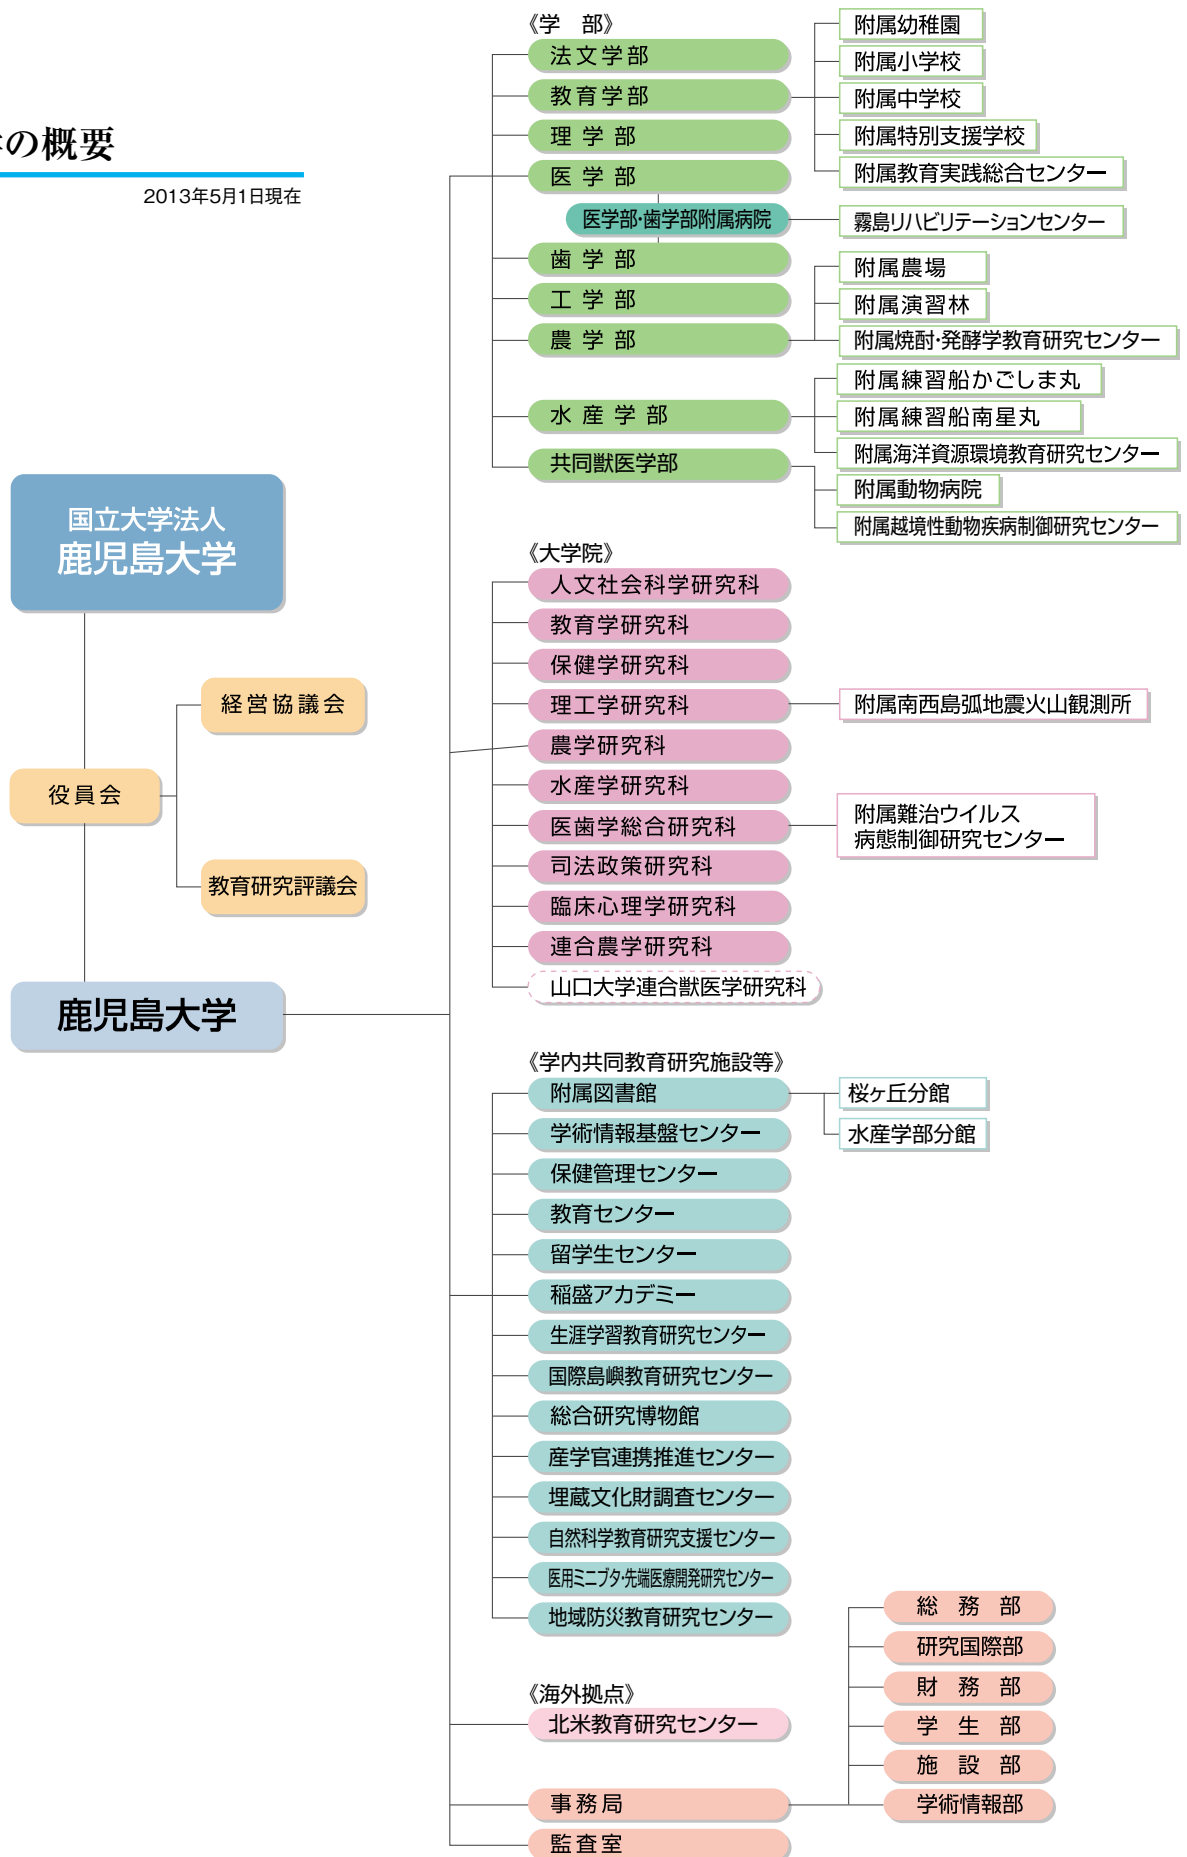 の概要
2013年5月1日現在
国立大学法人
鹿児島大学
役員会
経営協議会
教育研究評議会
鹿児島大学
《学　部》
法文学部
教育学部
附属幼稚園
附属小学校
附属中学校
附属特別支援学校
附属教育実践総合センター
理学部
医学部
医学部・歯学部附属病院
霧島リハビリテーションセンター
歯学部
工学部
農学部
附属農場
附属演習林
附属焼酎・発酵学教育研究センター
水産学部
附属練習船かごしま丸
附属練習船南星丸
附属海洋資源環境教育研究センター
共同獣医学部
附属動物病院
附属越境性動物疾病制御研究センター
《大学院》
人文社会科学研究科
教育学研究科
保健学研究科
理工学研究科
附属南西島弧地震火山観測所
農学研究科
水産学研究科
医歯学総合研究科
附属難治ウイルス
病態制御研究センター
司法政策研究科
臨床心理学研究科
連合農学研究科
山口大学連合獣医学研究科
《学内共同教育研究施設等》
附属図書館
桜ヶ丘分館
水産学部分館
学術情報基盤センター
保健管理センター
教育センター
留学生センター
稲盛アカデミー
生涯学習教育研究センター
国際島嶼教育研究センター
総合研究博物館
産学官連携推進センター
埋蔵文化財調査センター
自然科学教育研究支援センター
医用ミニブタ・先端医療開発研究センター
地域防災教育研究センター
《海外拠点》
北米教育研究センター
事務局
総　務　部
研究国際部
財　務　部
学　生　部
施　設　部
学術情報部
監査室